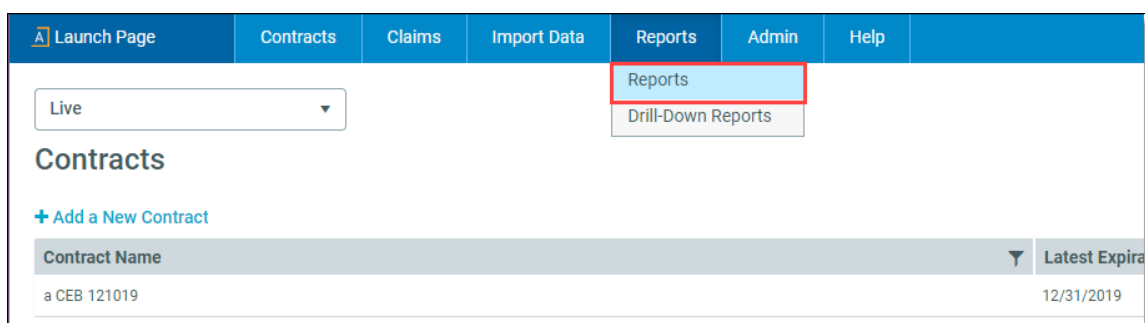 A Launch Page Contracts Claims Import Data Reports Admin Help
Reports
Live
Drill-Down Reports
Contracts
+ Add a New Contract
Contract Name Latest Expira
a CEB 121019 12/31/2019